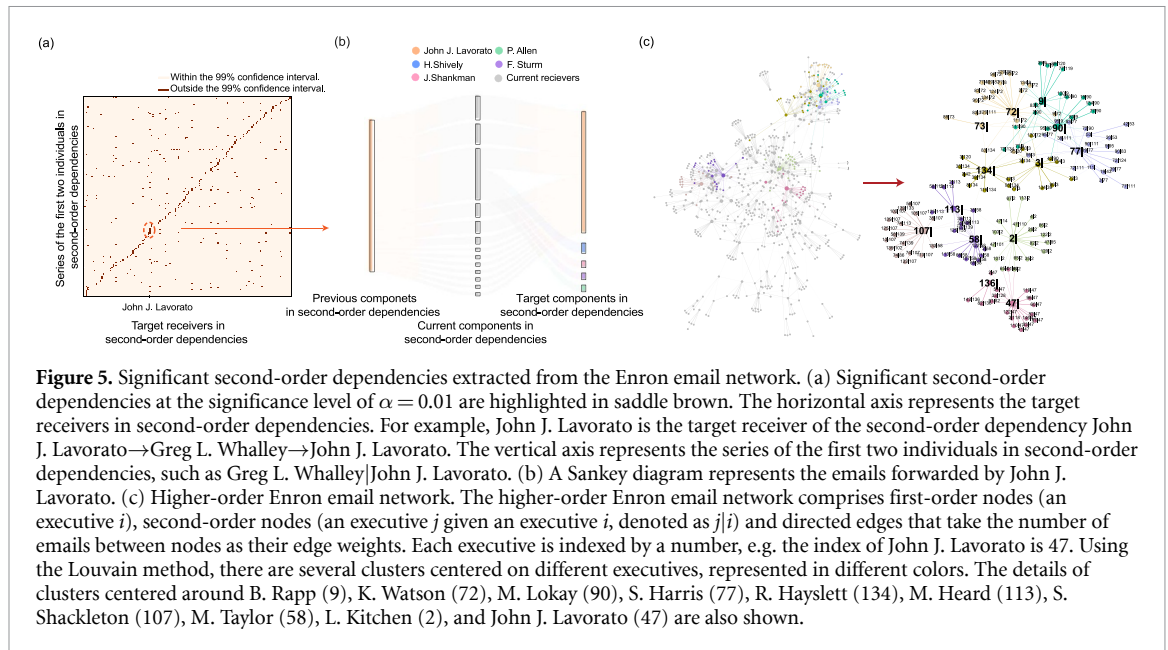 (a)
(b)
(c)
Within the 99% confidence interval.
Outside the 99% confidence interval.
Series of the first two individuals in
second-order dependencies
John J. Lavorato
Target receivers in
second-order dependencies
John J. Lavorato
H.Shively
J.Shankman
P. Allen
F. Sturm
Current recievers
Previous componets
in second-order dependencies
Current components in
second-order dependencies
Target components in
second-order dependencies
9|
72|
73|
90|
77|
3|
134|
113|
107|
58|
2|
136|
47|
Figure 5. Significant second-order dependencies extracted from the Enron email network. (a) Significant second-order
dependencies at the significance level of α = 0.01 are highlighted in saddle brown. The horizontal axis represents the target
receivers in second-order dependencies. For example, John J. Lavorato is the target receiver of the second-order dependency John
J. Lavorato→Greg L. Whalley→John J. Lavorato. The vertical axis represents the series of the first two individuals in second-order
dependencies, such as Greg L. Whalley|John J. Lavorato. (b) A Sankey diagram represents the emails forwarded by John J.
Lavorato. (c) Higher-order Enron email network. The higher-order Enron email network comprises first-order nodes (an
executive i), second-order nodes (an executive j given an executive i, denoted as j|i) and directed edges that take the number of
emails between nodes as their edge weights. Each executive is indexed by a number, e.g. the index of John J. Lavorato is 47. Using
the Louvain method, there are several clusters centered on different executives, represented in different colors. The details of
clusters centered around B. Rapp (9), K. Watson (72), M. Lokay (90), S. Harris (77), R. Hayslett (134), M. Heard (113), S.
Shackleton (107), M. Taylor (58), L. Kitchen (2), and John J. Lavorato (47) are also shown.